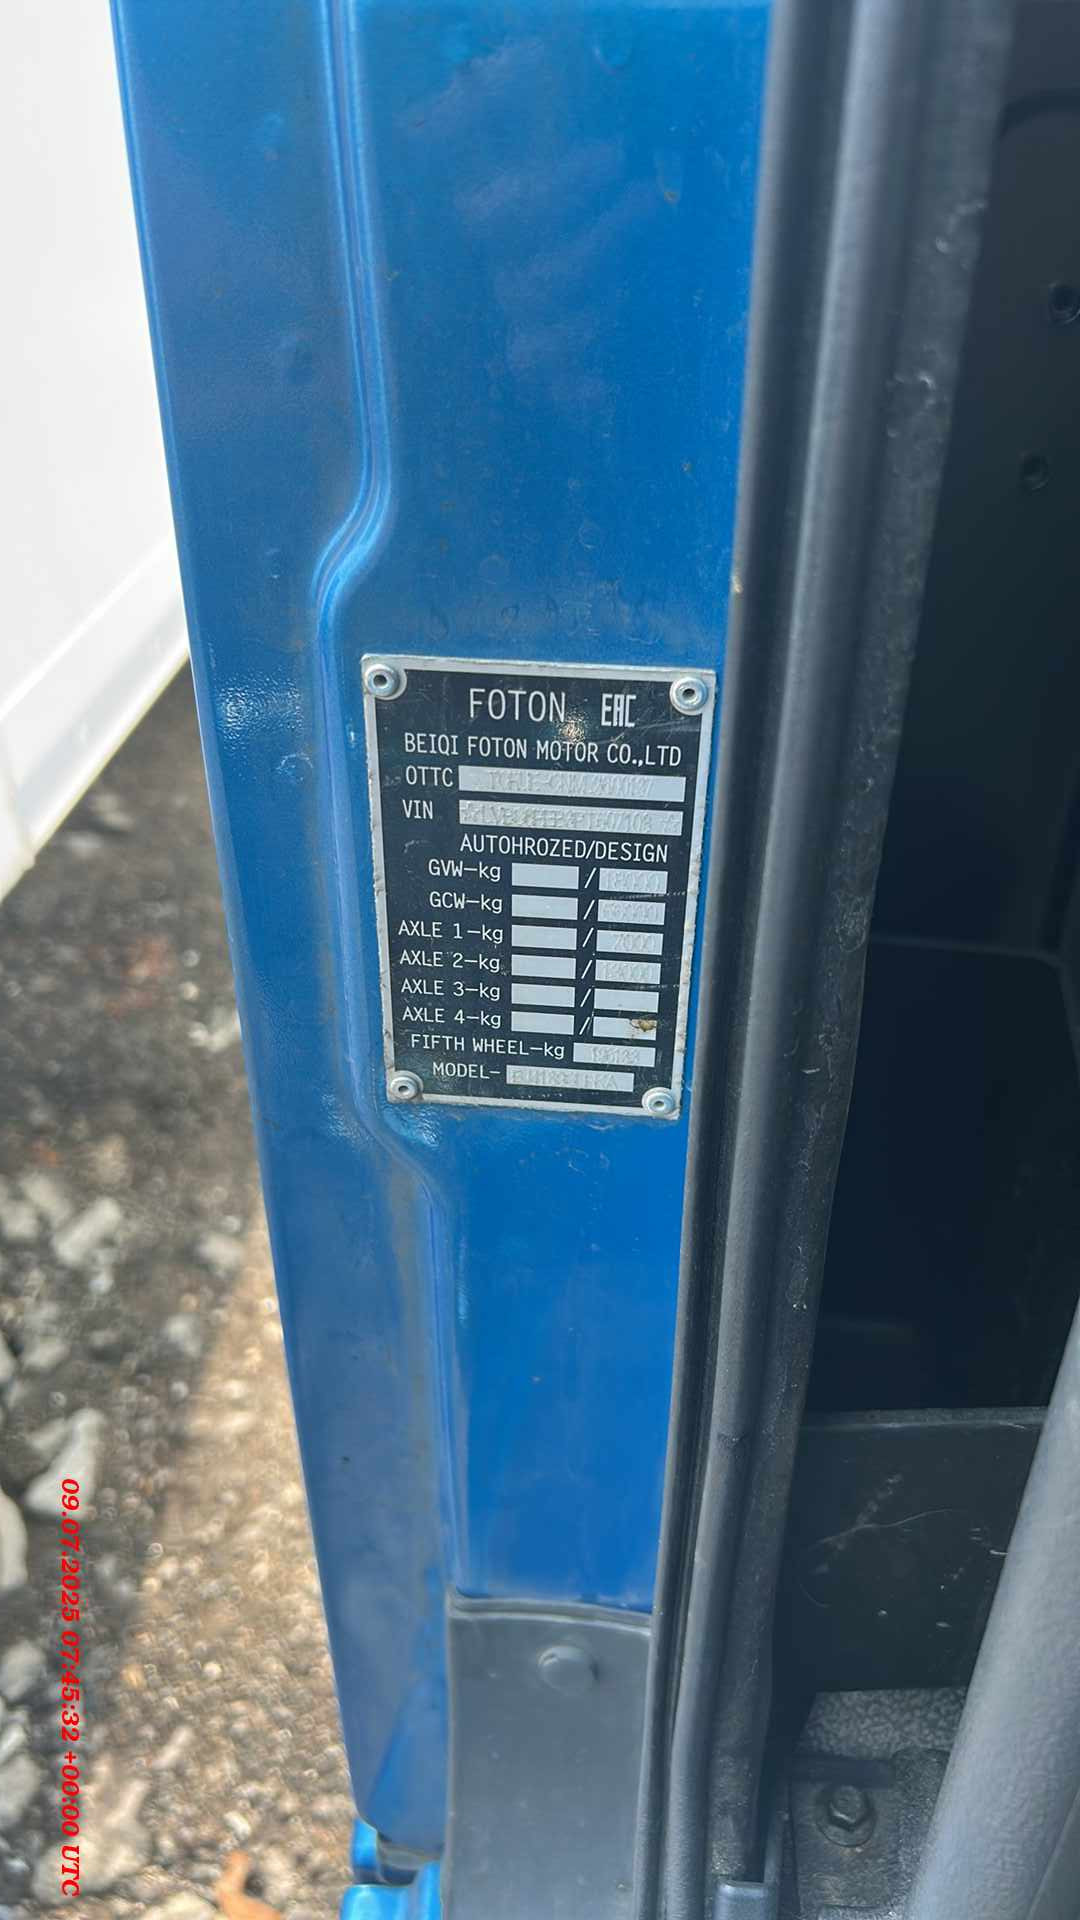 FOTON EAC
BEIQI FOTON MOTOR CO.,LTD
OTTC
VIN
AUTOHROZED/DESIGN
GVW-kg / 18000
GCW-kg /
AXLE 1-kg / 7000
AXLE 2-kg /
AXLE 3-kg /
AXLE 4-kg /
FIFTH WHEEL-kg
MODEL-
09.07.2025 07:45:32 +00:00 UTC